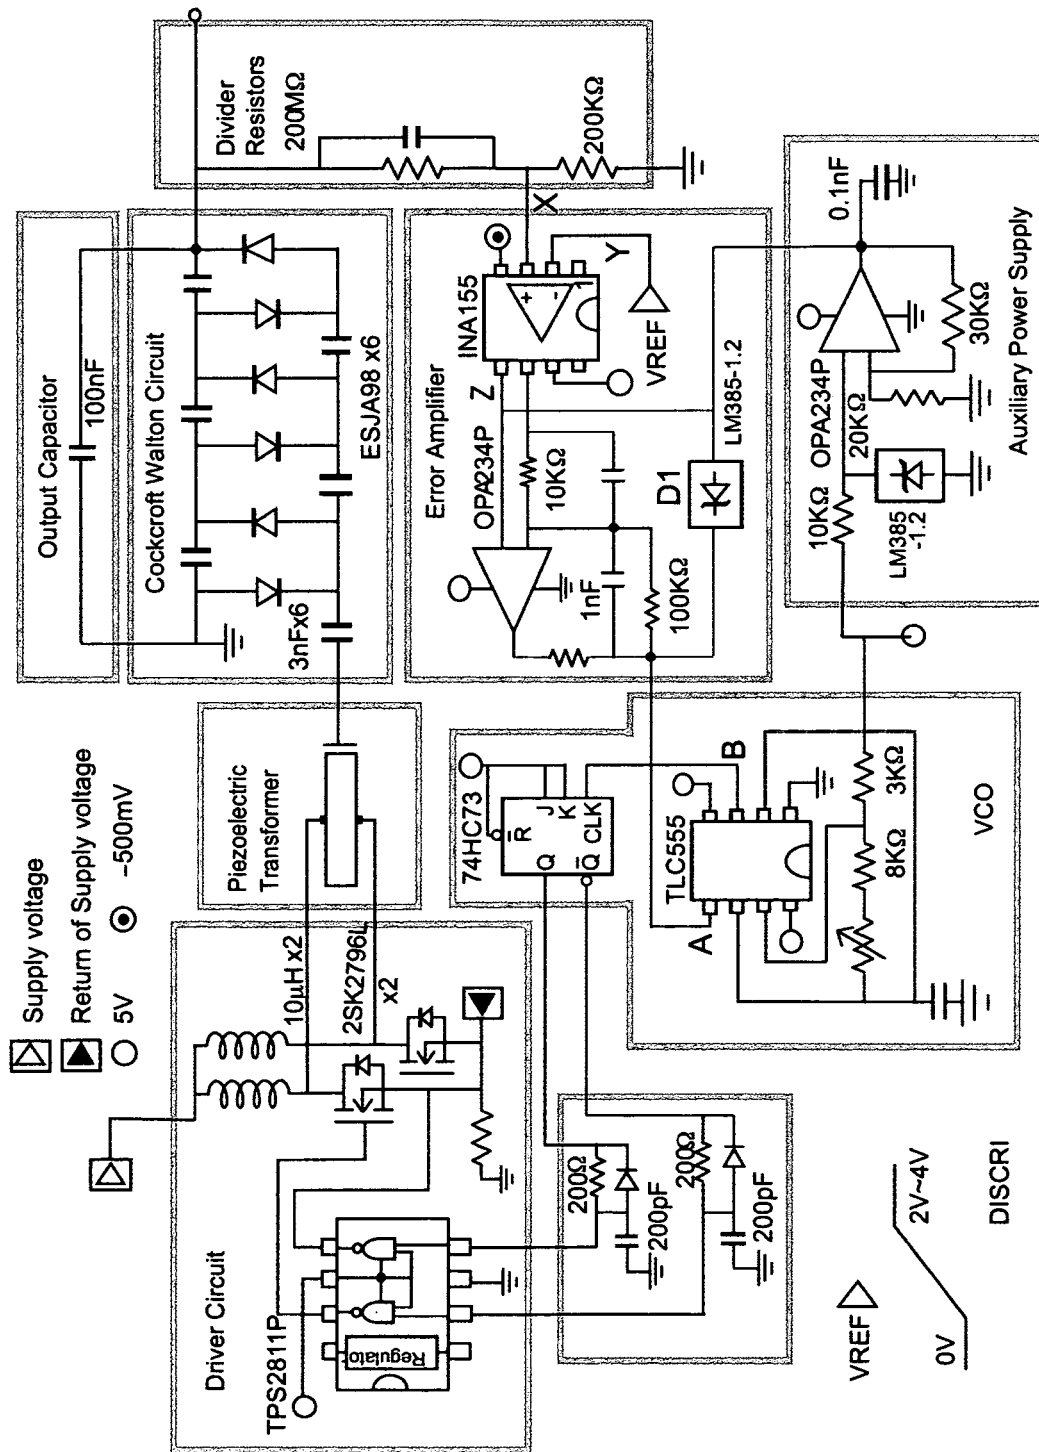 Supply voltage
Return of Supply voltage
5V
-500mV
Output Capacitor
100nF
Cockcroft Walton Circuit
ESJA98 x6
3nFx6
Divider
Resistors
200MΩ
200KΩ
Piezoelectric
Transformer
Driver Circuit
10μH x2
2SK2796L
x2
TPS2811P
Regulato
Error Amplifier
INA155
+
-
1
X
Y
Z
VREF
OPA234P
10KΩ
1nF
100KΩ
D1
LM385-1.2
74HC73
J
K
R
CLK
Q
Q
TLC555
A
B
8KΩ
3KΩ
VCO
10KΩ
OPA234P
20KΩ
LM385
-1.2
0.1nF
30KΩ
Auxiliary Power Supply
200Ω
200pF
200Ω
200pF
VREF
0V
2V~4V
DISCRI